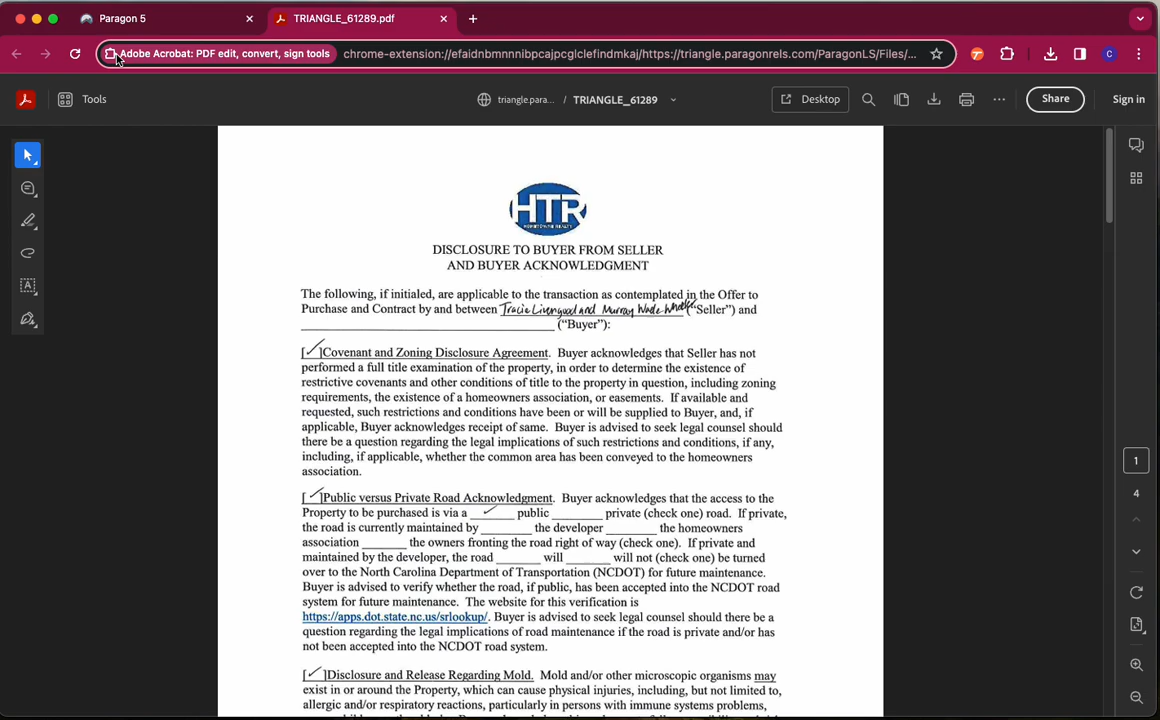 Paragon 5
TRIANGLE_61289.pdf
Adobe Acrobat: PDF edit, convert, sign tools
chrome-extension://efaidnbmnnnibpcajpcglclefindmkaj/https://triangle.paragonrels.com/ParagonLS/Files/...
C
Tools
triangle.para... / TRIANGLE_61289
Desktop
Share
Sign in
HTR
DISCLOSURE TO BUYER FROM SELLER
AND BUYER ACKNOWLEDGMENT
The following, if initialed, are applicable to the transaction as contemplated in the Offer to
Purchase and Contract by and between Tracie Livengood and Murray Wade ("Seller") and
____ ("Buyer"):
[✓]Covenant and Zoning Disclosure Agreement. Buyer acknowledges that Seller has not
performed a full title examination of the property, in order to determine the existence of
restrictive covenants and other conditions of title to the property in question, including zoning
requirements, the existence of a homeowners association, or easements. If available and
requested, such restrictions and conditions have been or will be supplied to Buyer, and, if
applicable, Buyer acknowledges receipt of same. Buyer is advised to seek legal counsel should
there be a question regarding the legal implications of such restrictions and conditions, if any,
including, if applicable, whether the common area has been conveyed to the homeowners
association.
[✓]Public versus Private Road Acknowledgment. Buyer acknowledges that the access to the
Property to be purchased is via a ✓ public ____ private (check one) road. If private,
the road is currently maintained by ____ the developer ____ the homeowners
association ____ the owners fronting the road right of way (check one). If private and
maintained by the developer, the road ____ will ____ will not (check one) be turned
over to the North Carolina Department of Transportation (NCDOT) for future maintenance.
Buyer is advised to verify whether the road, if public, has been accepted into the NCDOT road
system for future maintenance. The website for this verification is
https://apps.dot.state.nc.us/srlookup/. Buyer is advised to seek legal counsel should there be a
question regarding the legal implications of road maintenance if the road is private and/or has
not been accepted into the NCDOT road system.
[✓]Disclosure and Release Regarding Mold. Mold and/or other microscopic organisms may
exist in or around the Property, which can cause physical injuries, including, but not limited to,
allergic and/or respiratory reactions, particularly in persons with immune systems problems,
1
4